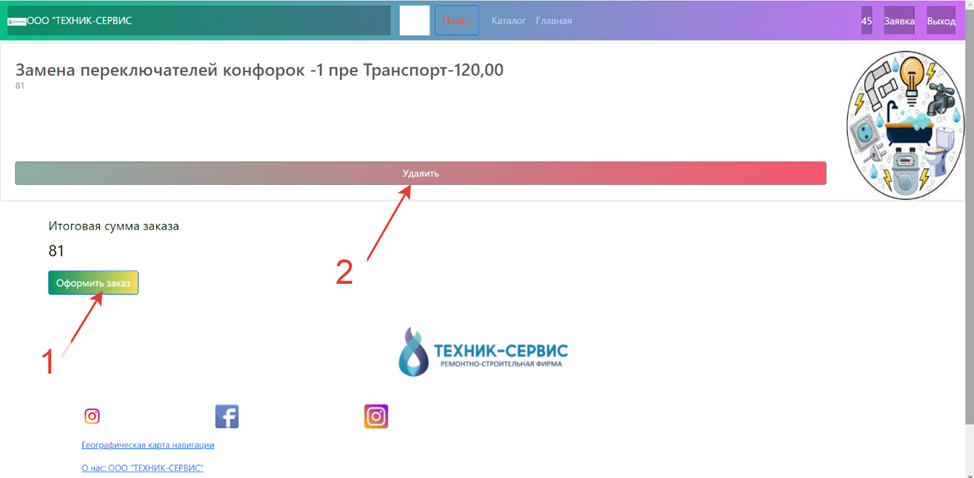 ООО "ТЕХНИК-СЕРВИС
Поиск
Каталог
Главная
45
Заявка
Выход
Замена переключателей конфорок -1 пре Транспорт-120,00
81
Удалить
Итоговая сумма заказа
81
Оформить заказ
2
1
ТЕХНИК-СЕРВИС
РЕМОНТНО-СТРОИТЕЛЬНАЯ ФИРМА
Географическая карта навигации
О нас: ООО "ТЕХНИК-СЕРВИС"